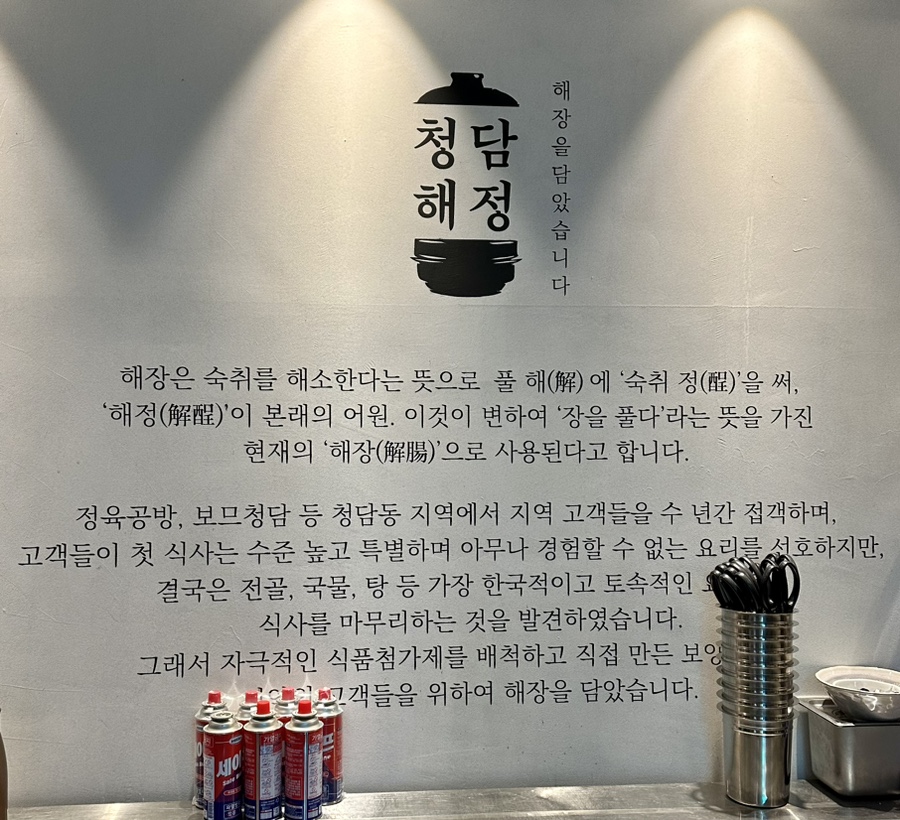 청담
해정
해장을담았습니다
해장은 숙취를 해소한다는 뜻으로 풀 해(解) 에 ‘숙취 정(酲)’을 써,
‘해정(解酲)’이 본래의 어원. 이것이 변하여 ‘장을 풀다’라는 뜻을 가진
현재의 ‘해장(解腸)’으로 사용된다고 합니다.
정육공방, 보므청담 등 청담동 지역에서 지역 고객들을 수 년간 접객하며,
고객들이 첫 식사는 수준 높고 특별하며 아무나 경험할 수 없는 요리를 선호하지만,
결국은 전골, 국물, 탕 등 가장 한국적이고 토속적인
식사를 마무리하는 것을 발견하였습니다.
그래서 자극적인 식품첨가제를 배척하고 직접 만든
고객들을 위하여 해장을 담았습니다.
세이